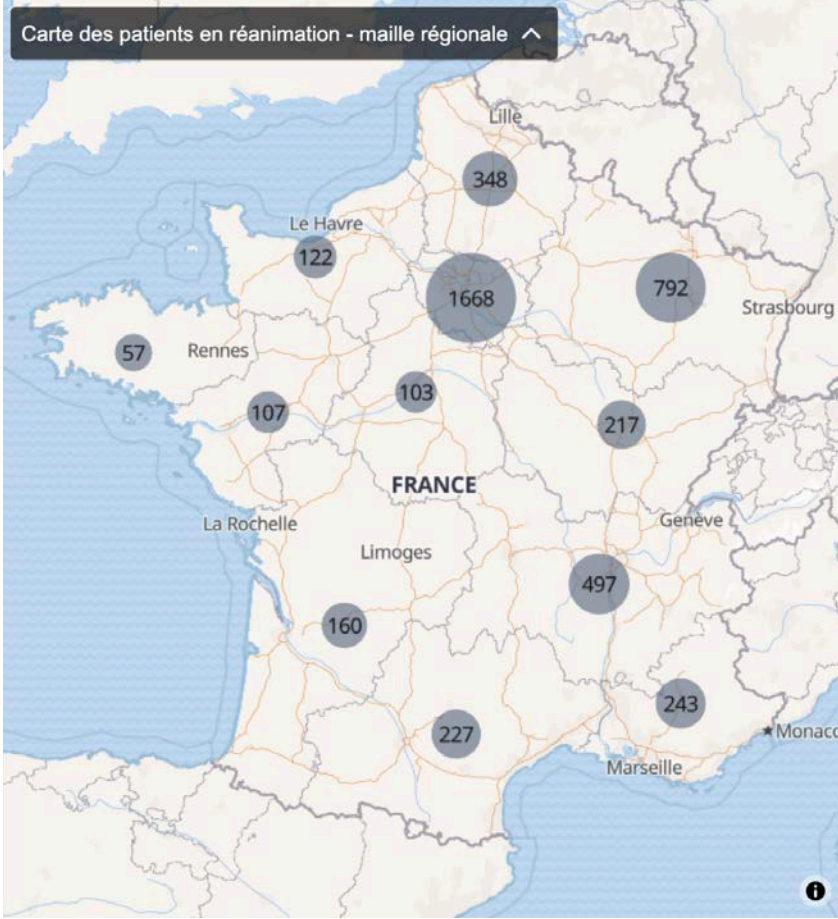 Carte des patients en réanimation - maille régionale
Lille
348
Le Havre
122
1668
792
Strasbourg
57
Rennes
103
107
217
FRANCE
La Rochelle
Genève
Limoges
497
160
243
227
Monaco
Marseille